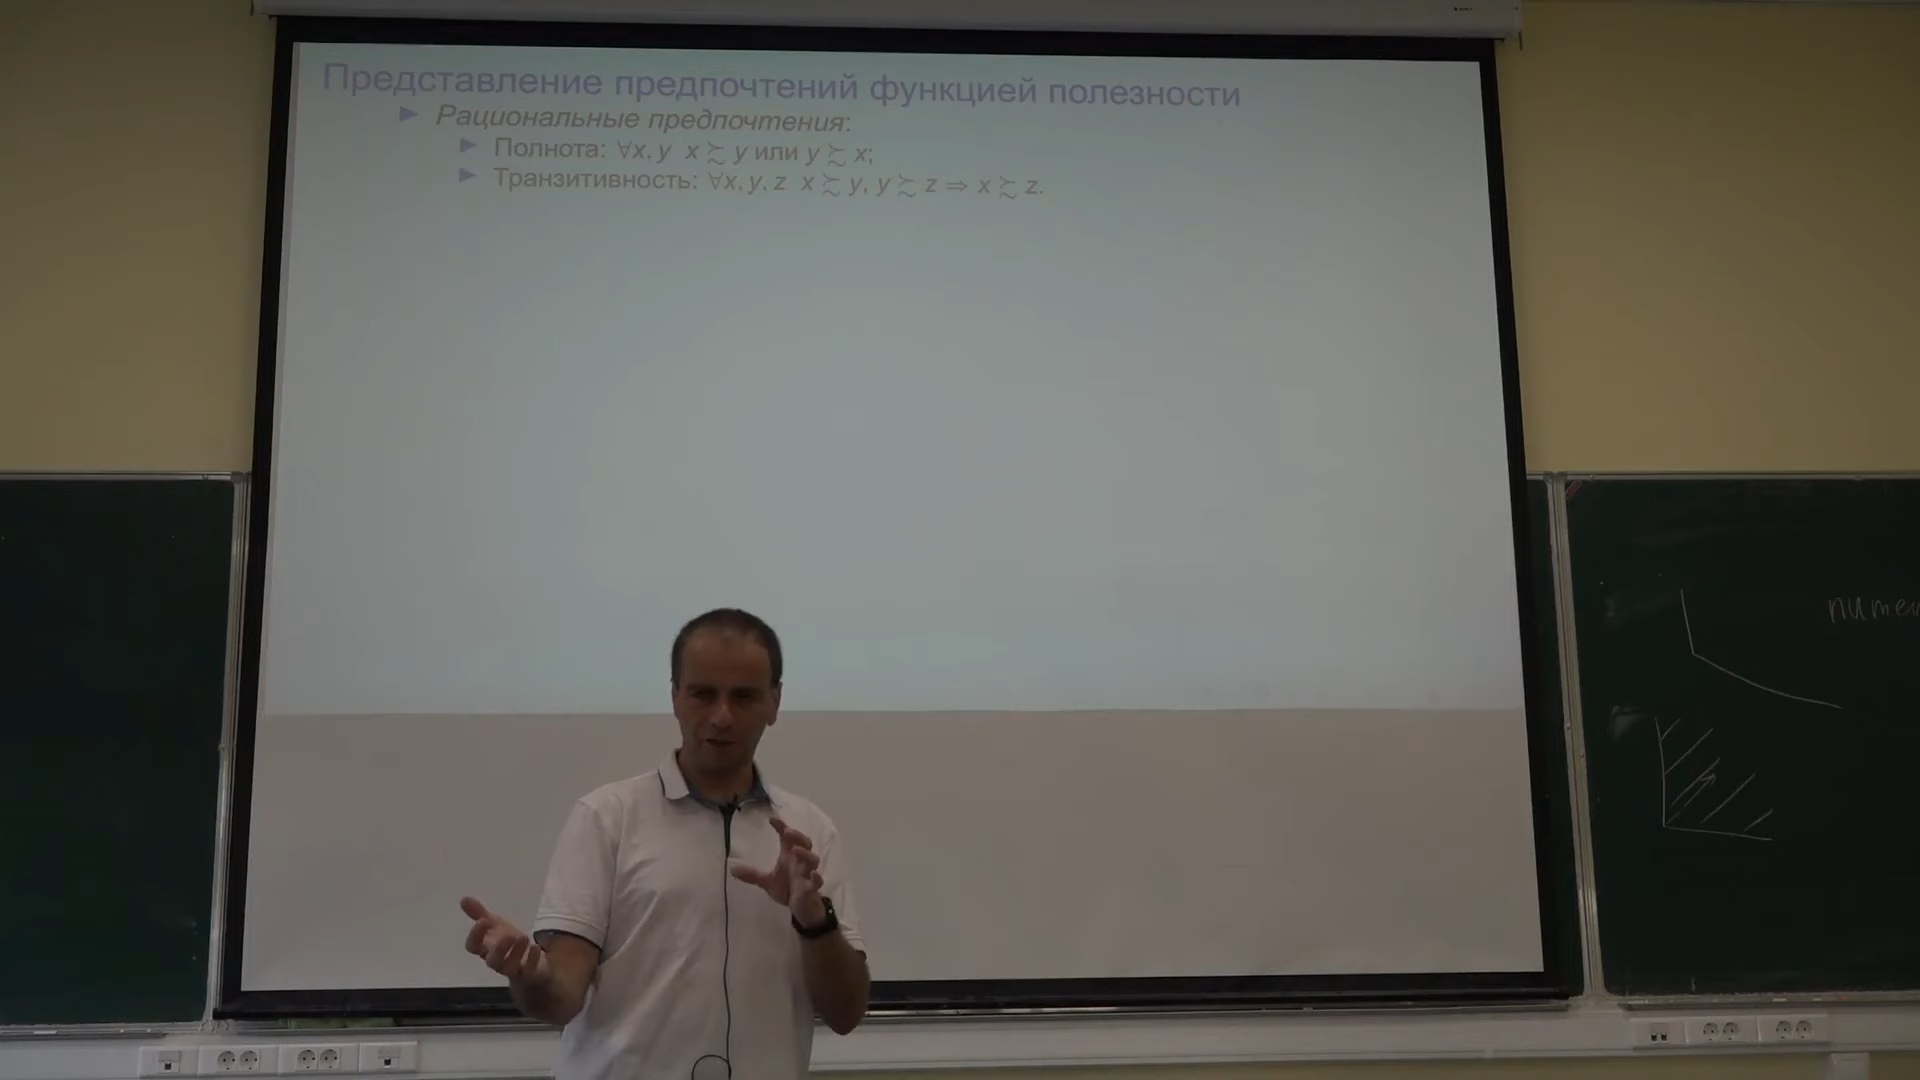 Представление предпочтений функцией полезности
▶ Рациональные предпочтения:
▶ Полнота: ∀x, y x ≿ y или y ≿ x;
▶ Транзитивность: ∀x, y, z x ≿ y, y ≿ z ⇒ x ≿ z.